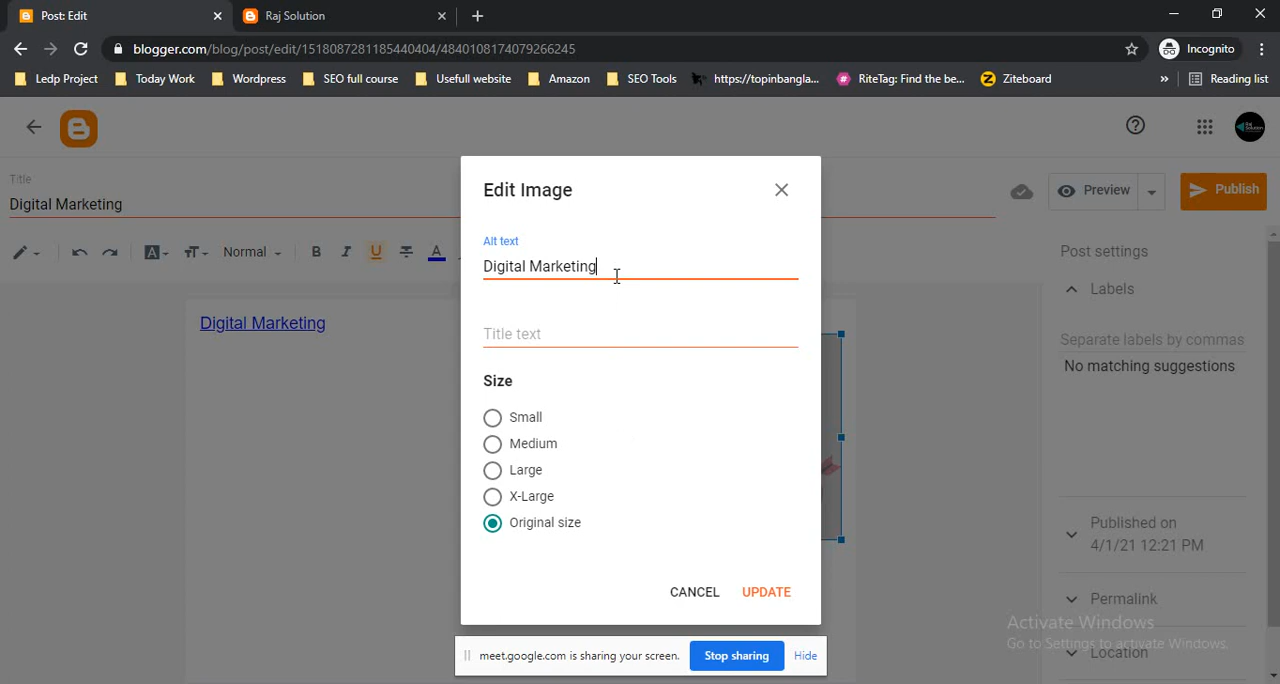 Post: Edit
Raj Solution
blogger.com/blog/post/edit/1518087281185440404/4840108174079266245
Incognito
Ledp Project
Today Work
Wordpress
SEO full course
Usefull website
Amazon
SEO Tools
https://topinbangla...
RiteTag: Find the be...
Ziteboard
»
Reading list
Title
Digital Marketing
Preview
Publish
Normal
B
I
U
A
Digital Marketing
Edit Image
Alt text
Digital Marketing
Title text
Size
Small
Medium
Large
X-Large
Original size
CANCEL
UPDATE
Post settings
Labels
Separate labels by commas
No matching suggestions
Published on
4/1/21 12:21 PM
Permalink
Location
Activate Windows
Go to Settings to activate Windows.
meet.google.com is sharing your screen.
Stop sharing
Hide